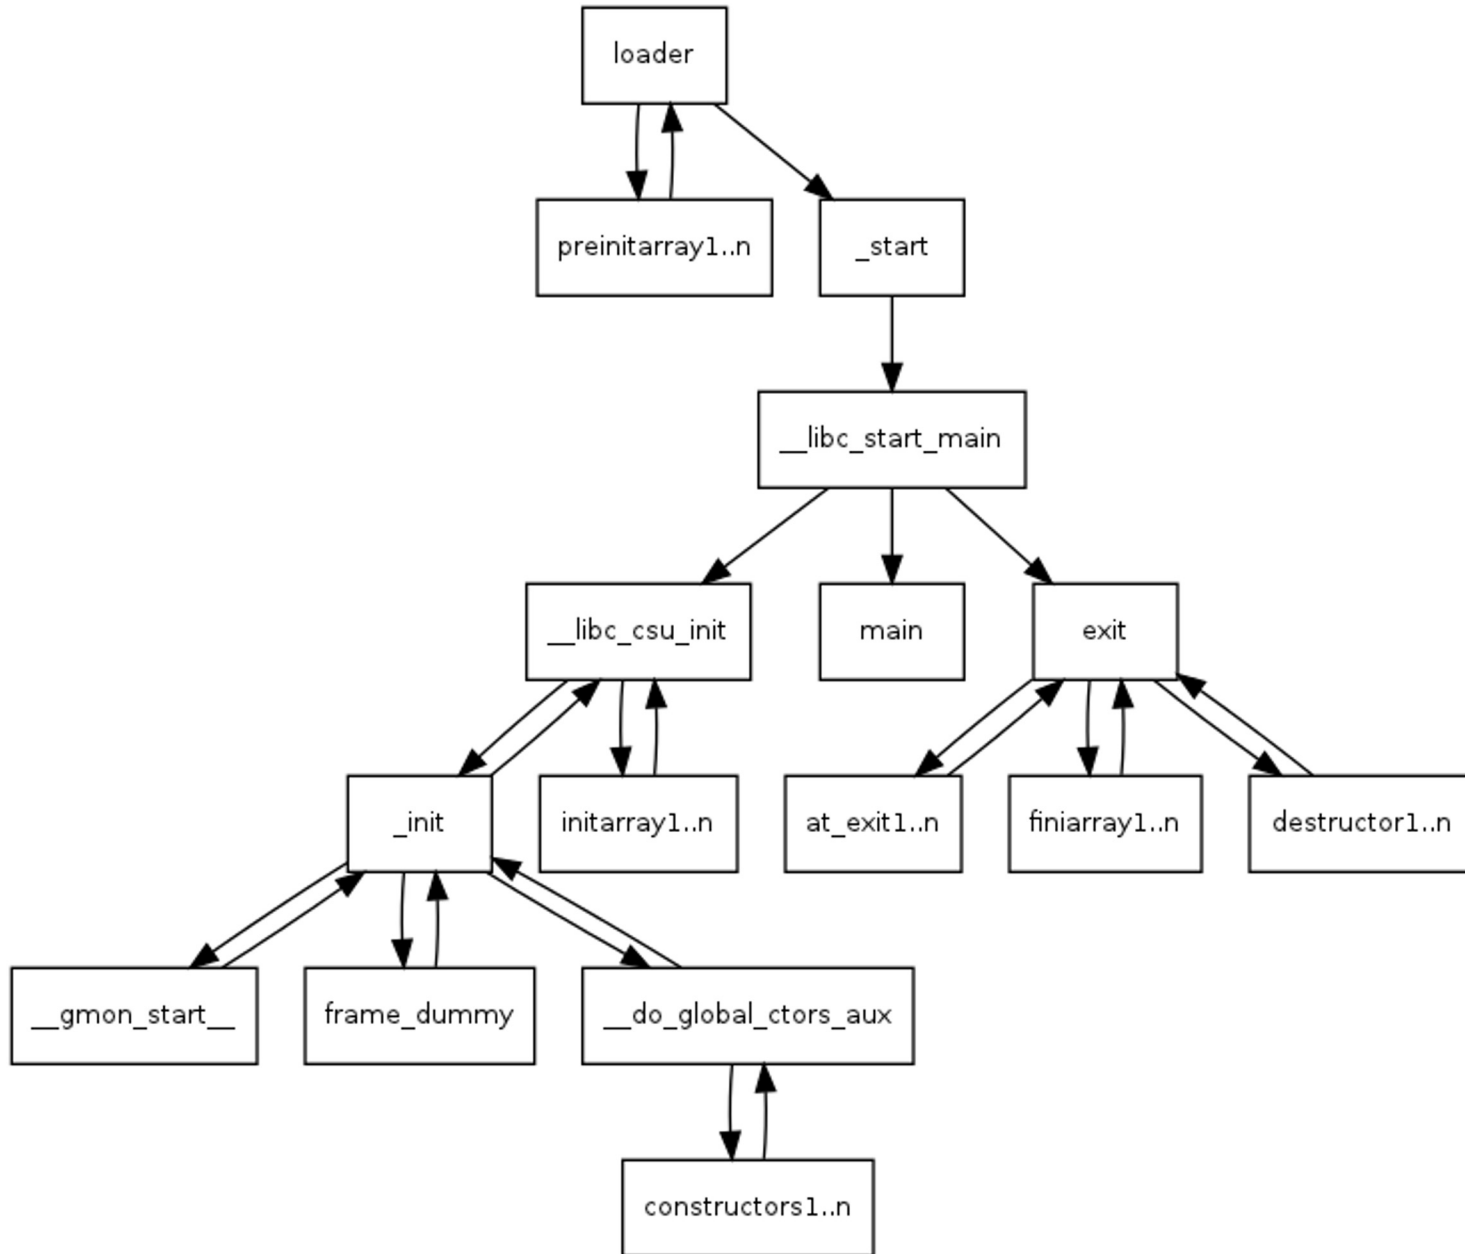 loader
preinitarray1..n
_start
__libc_start_main
__libc_csu_init
main
exit
_init
initarray1..n
at_exit1..n
finiarray1..n
destructor1..n
__gmon_start__
frame_dummy
__do_global_ctors_aux
constructors1..n